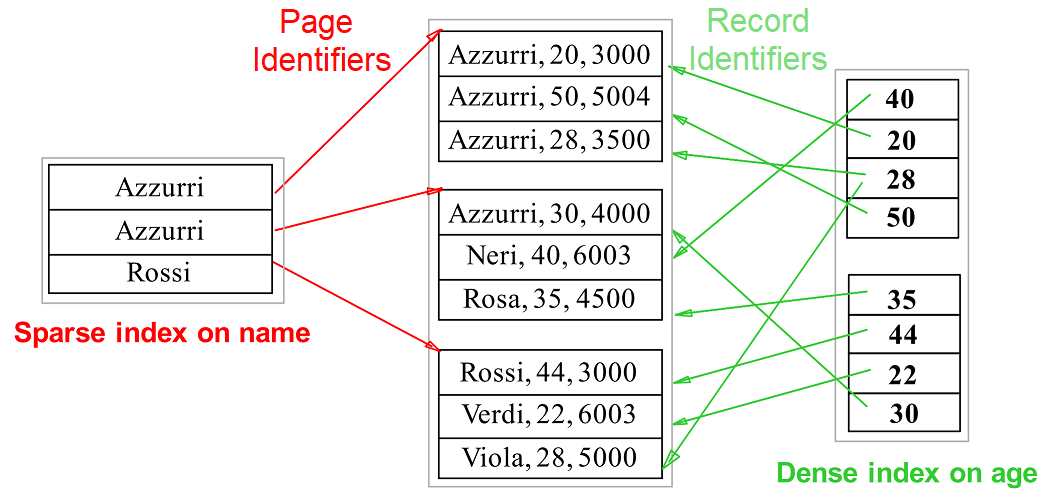 Page
Identifiers
Azzurri
Azzurri
Rossi
Sparse index on name
Azzurri, 20, 3000
Azzurri, 50, 5004
Azzurri, 28, 3500
Azzurri, 30, 4000
Neri, 40, 6003
Rosa, 35, 4500
Rossi, 44, 3000
Verdi, 22, 6003
Viola, 28, 5000
Record
Identifiers
40
20
28
50
35
44
22
30
Dense index on age